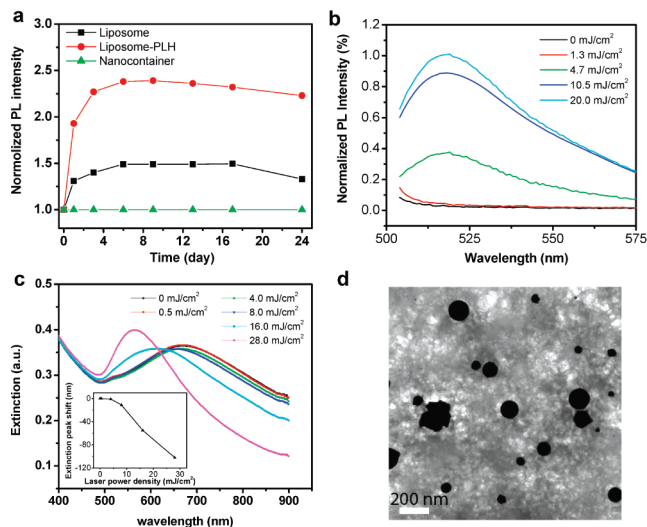 a
Liposome
Liposome-PLH
Nanocontainer
Normolized PL intensity
3.0
2.5
2.0
1.5
1.0
0 4 8 12 16 20 24
Time (day)
b
0 mJ/cm²
1.3 mJ/cm²
4.7 mJ/cm²
10.5 mJ/cm²
20.0 mJ/cm²
Normalized PL Intensity (%)
1.2
1.0
0.8
0.6
0.4
0.2
0.0
500 525 550 575
Wavelength (nm)
c
0 mJ/cm²
0.5 mJ/cm²
4.0 mJ/cm²
8.0 mJ/cm²
16.0 mJ/cm²
28.0 mJ/cm²
Extinction (a.u.)
0.5
0.4
0.3
0.2
0.1
Extinction peak shift (nm)
0
-40
-80
-120
0 10 20 30
Laser power density (mJ/cm²)
400 500 600 700 800 900
wavelength (nm)
d
200 nm